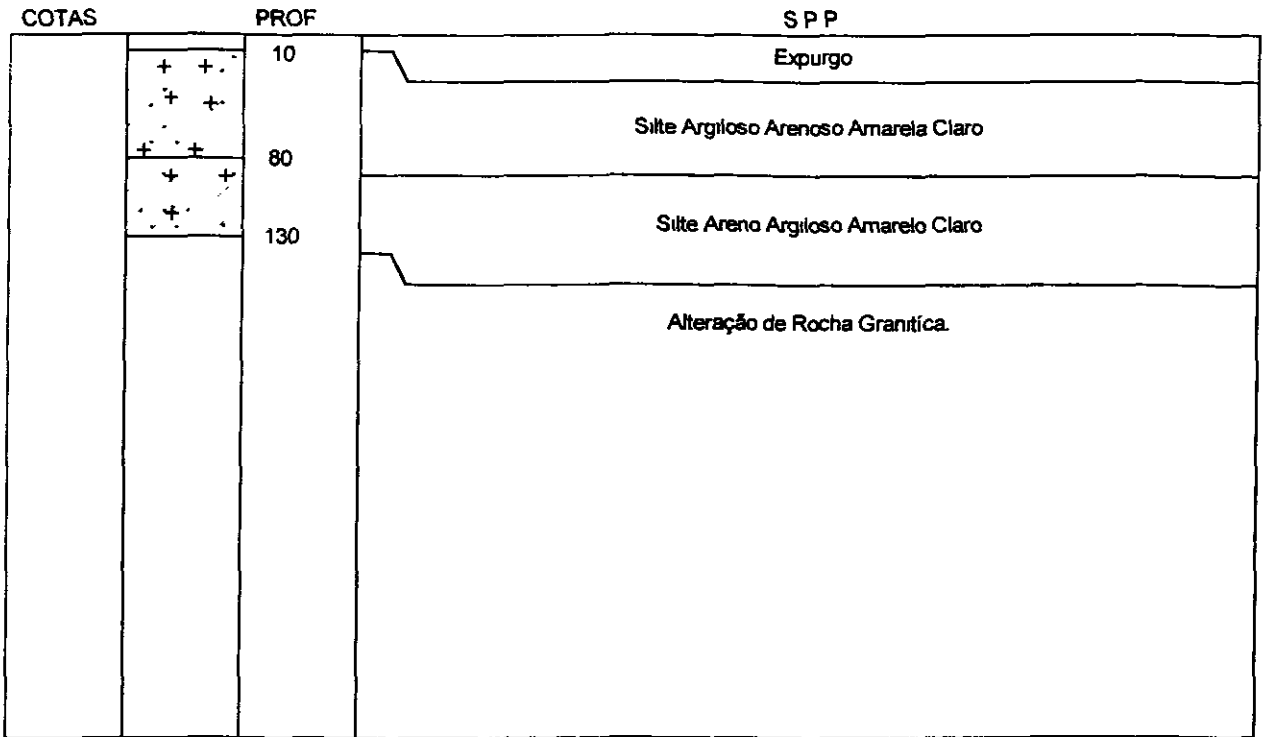 COTAS PROF S P P
10 Expurgo
Silte Argiloso Arenoso Amarela Claro
80
Silte Areno Argiloso Amarelo Claro
130
Alteração de Rocha Granítica.